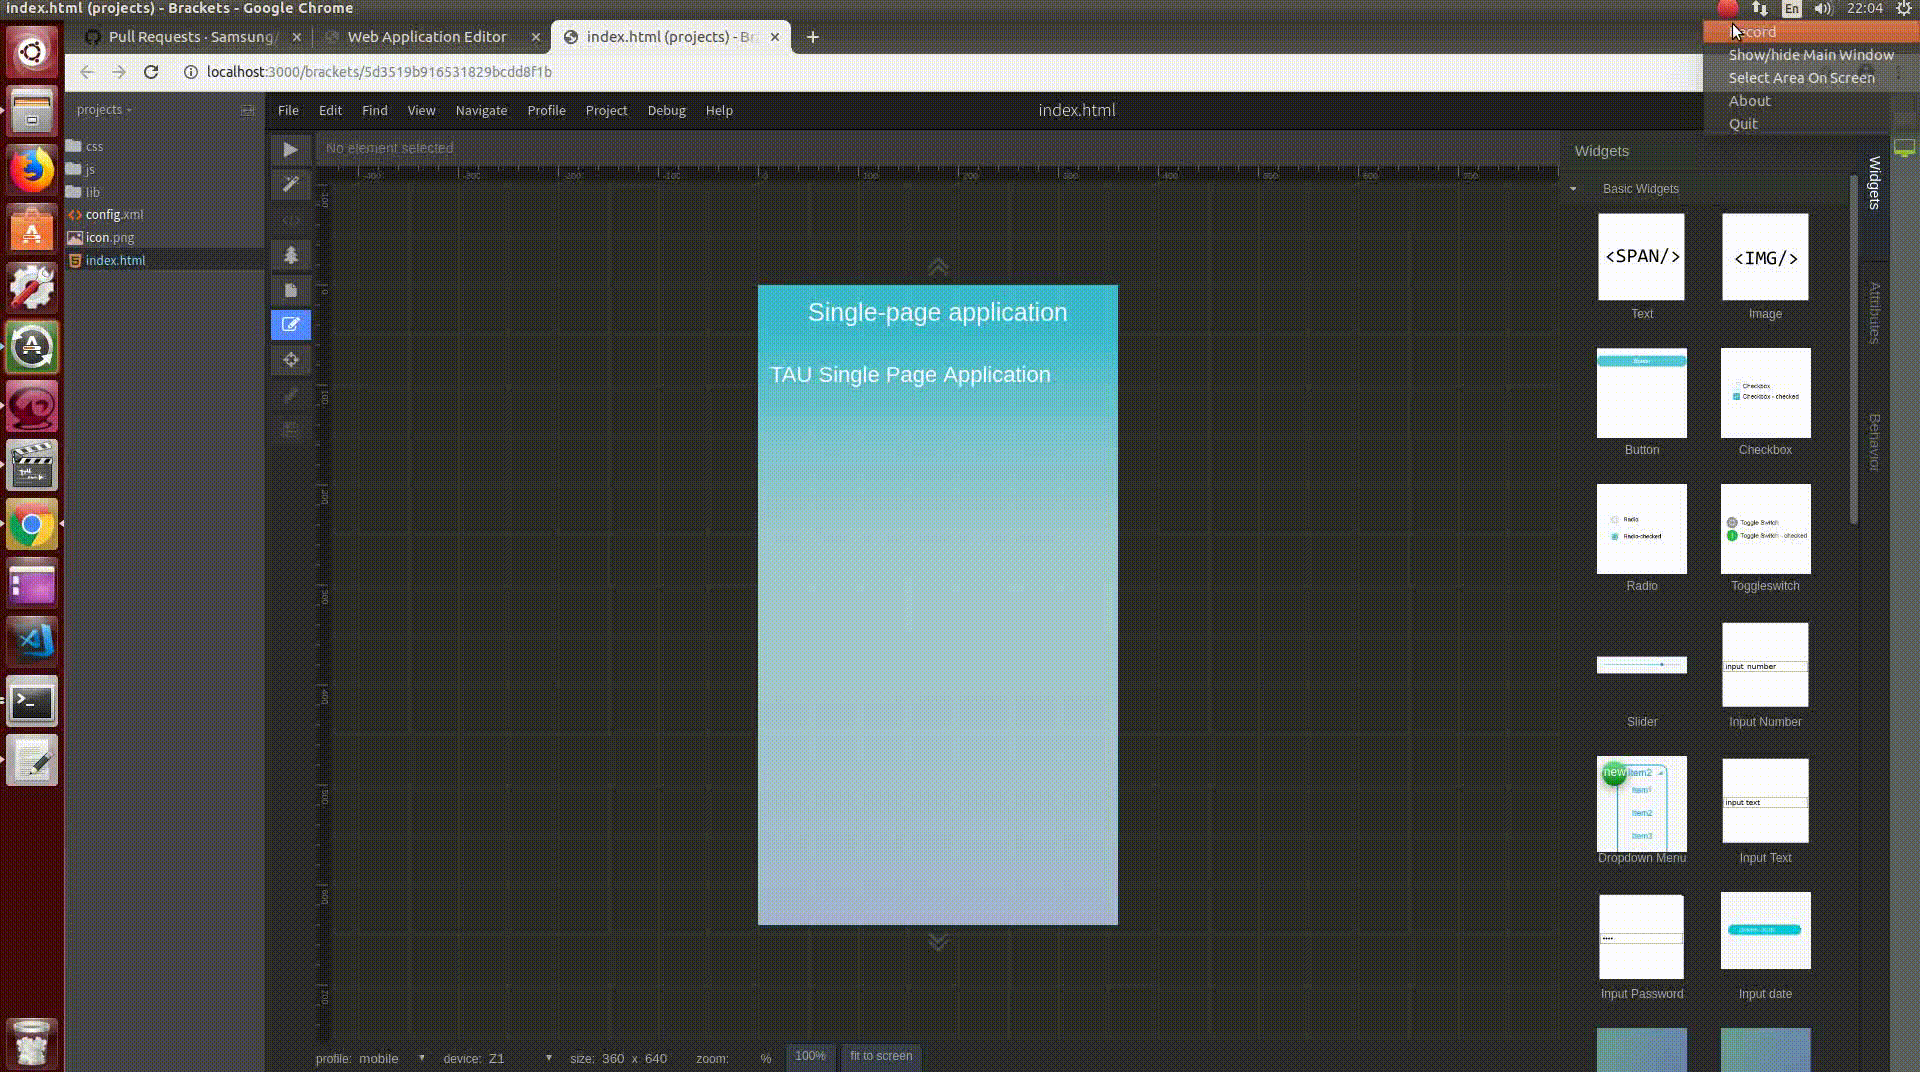 index.html (projects) - Brackets - Google Chrome
En
22:04
Pull Requests · Samsung/
Web Application Editor
index.html (projects) - Br
localhost:3000/brackets/5d3519b916531829bcdd8f1b
Show/hide Main Window
Select Area On Screen
About
Quit
projects
File Edit Find View Navigate Profile Project Debug Help
index.html
css
js
lib
config.xml
icon.png
index.html
No element selected
Single-page application
TAU Single Page Application
Widgets
Basic Widgets
<SPAN/>
<IMG/>
Text
Image
Button
Checkbox
Checkbox
Checkbox - checked
Button
Checkbox
Radio
Radio-checked
Toggle Switch
Toggle Switch - checked
Radio
Toggleswitch
input number
Slider
Input Number
new
Item2
Item1
Item2
Item3
input text
Dropdown Menu
Input Text
Input Password
Input date
Widgets
Attributes
Behavior
profile: mobile
device: Z1
size: 360 x 640
zoom: %
100%
fit to screen